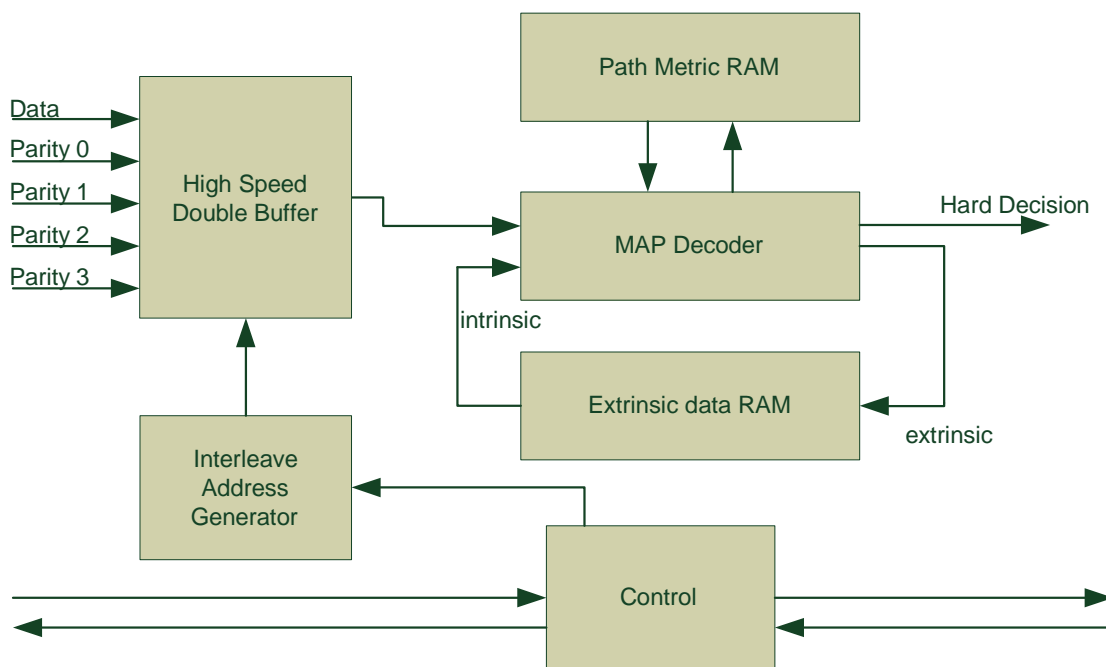 Path Metric RAM
Data
Parity 0
Parity 1
Parity 2
Parity 3
High Speed
Double Buffer
MAP Decoder
Hard Decision
intrinsic
Extrinsic data RAM
extrinsic
Interleave
Address
Generator
Control